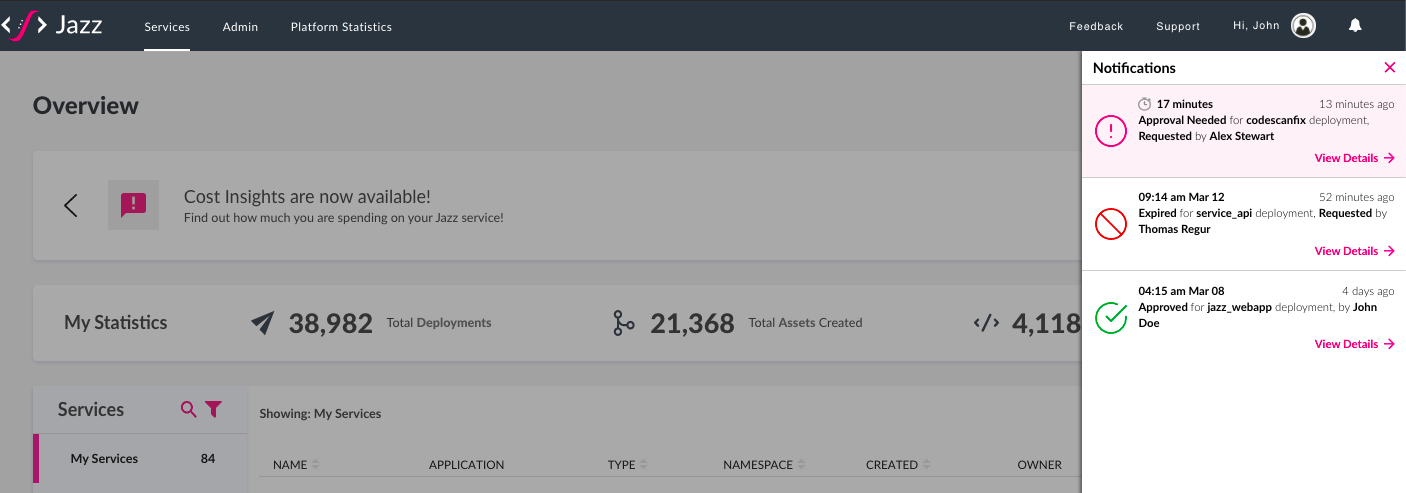 Jazz
Services Admin Platform Statistics Feedback Support Hi, John
Overview
Cost Insights are now available!
Find out how much you are spending on your Jazz service!
My Statistics
38,982 Total Deployments
21,368 Total Assets Created
4,118
Services
My Services 84
Showing: My Services
NAME APPLICATION TYPE NAMESPACE CREATED OWNER
Notifications
17 minutes 13 minutes ago
Approval Needed for codescanfix deployment,
Requested by Alex Stewart
View Details
09:14 am Mar 12 52 minutes ago
Expired for service_api deployment, Requested by
Thomas Regur
View Details
04:15 am Mar 08 4 days ago
Approved for jazz_webapp deployment, by John
Doe
View Details